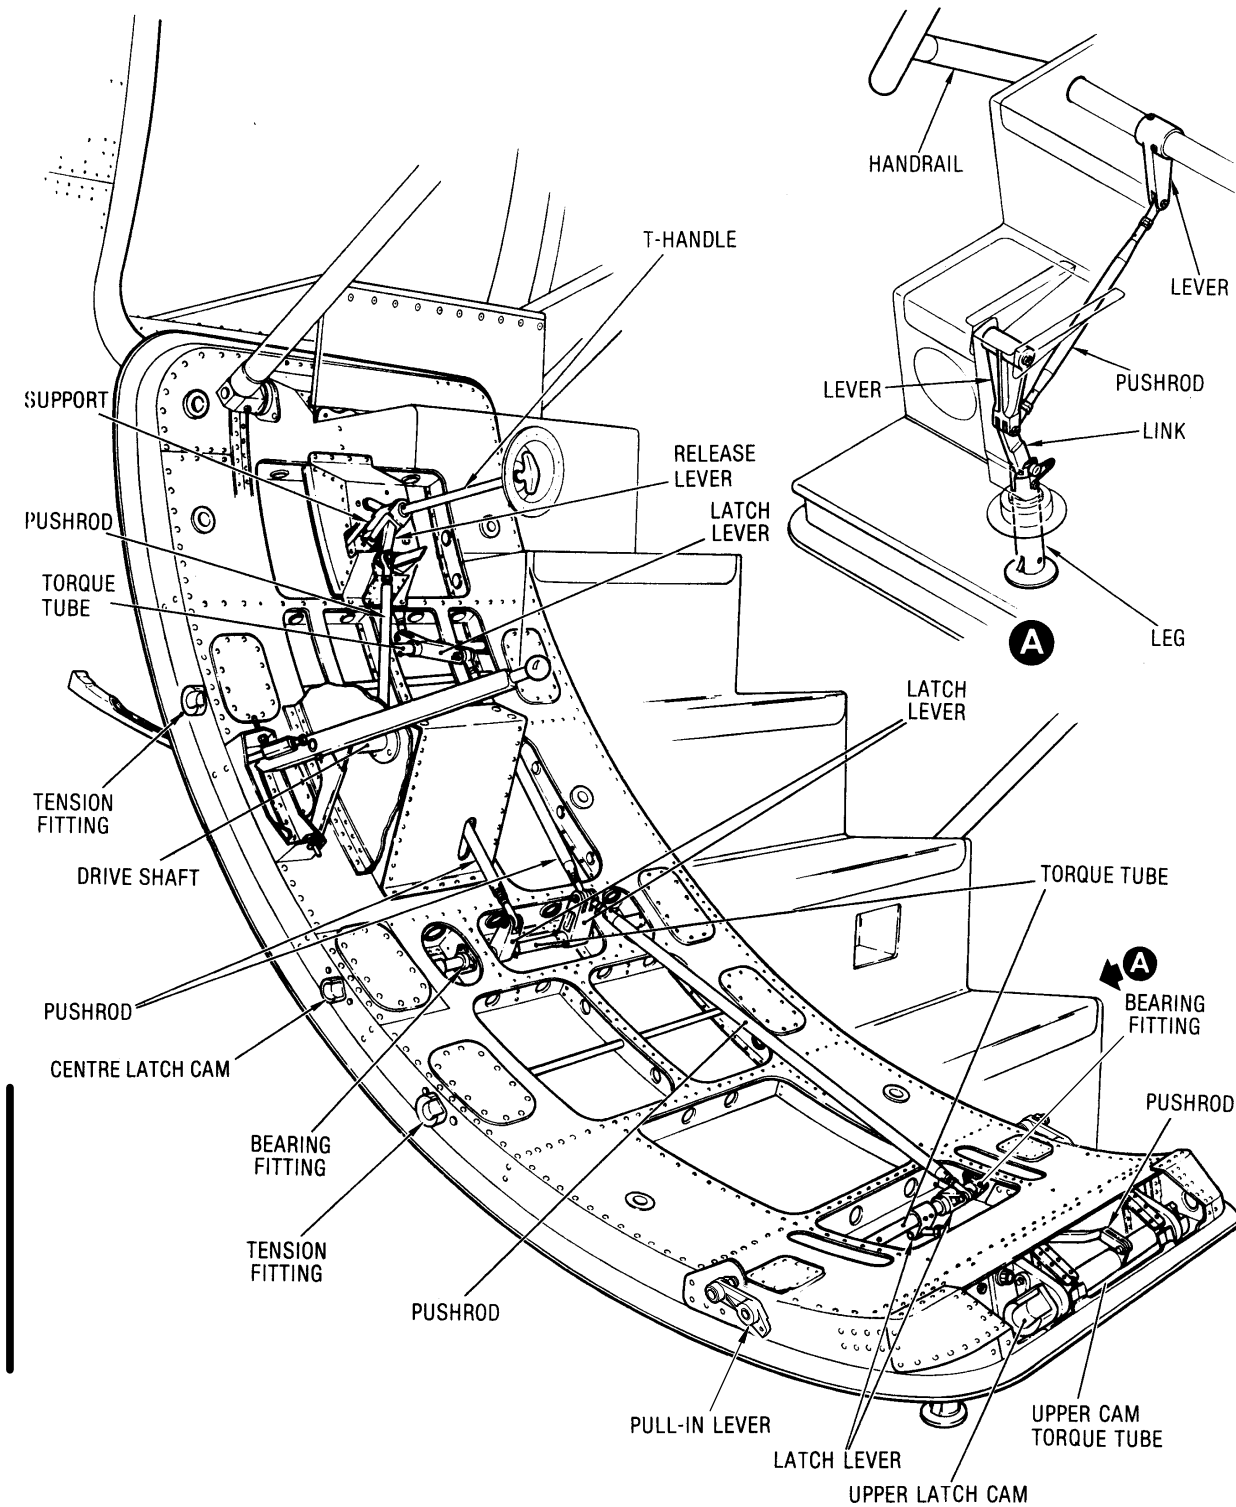 HANDRAIL
LEVER
T-HANDLE
PUSHROD
LEVER
SUPPORT
LINK
RELEASE
LEVER
PUSHROD
LATCH
LEVER
TORQUE
TUBE
A
LEG
LATCH
LEVER
TENSION
FITTING
DRIVE SHAFT
TORQUE TUBE
A
BEARING
FITTING
PUSHROD
CENTRE LATCH CAM
PUSHROD
BEARING
FITTING
TENSION
FITTING
PUSHROD
PULL-IN LEVER
UPPER CAM
TORQUE TUBE
LATCH LEVER
UPPER LATCH CAM